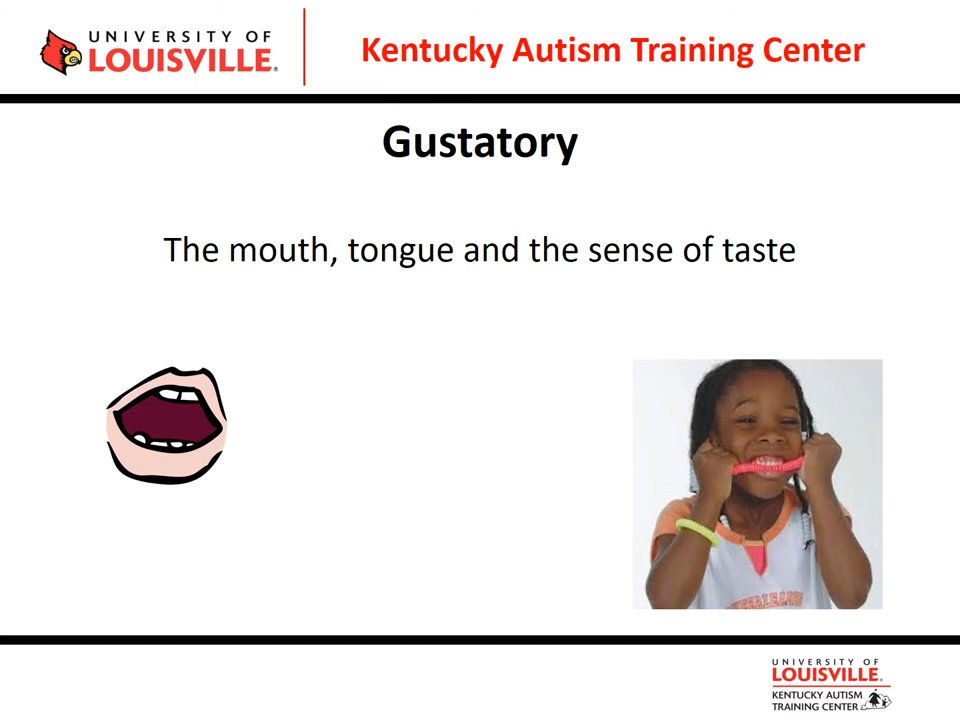 UNIVERSITY OF
LOUISVILLE.
Kentucky Autism Training Center
Gustatory
The mouth, tongue and the sense of taste
CHEERLEADER
UNIVERSITY OF
LOUISVILLE.
KENTUCKY AUTISM
TRAINING CENTER